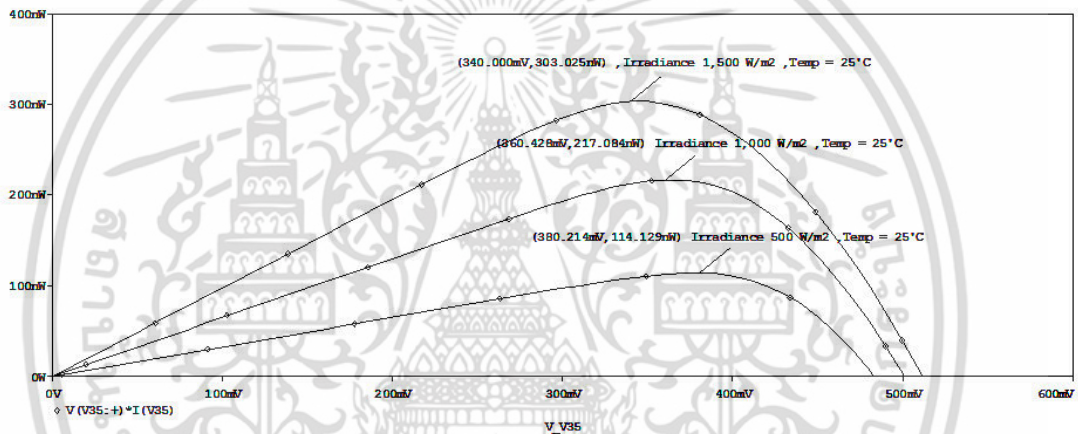 400mW
(340.000mV,303.025mW) ,Irradiance 1,500 W/m2 ,Temp = 25°C
300mW
(360.428mV,217.084mW) Irradiance 1,000 W/m2 ,Temp = 25°C
200mW
(380.214mV,114.129mW) Irradiance 500 W/m2 ,Temp = 25°C
100mW
0W
0V 100mV 200mV 300mV 400mV 500mV 600mV
V(V35:+)*I(V35)
V_V35